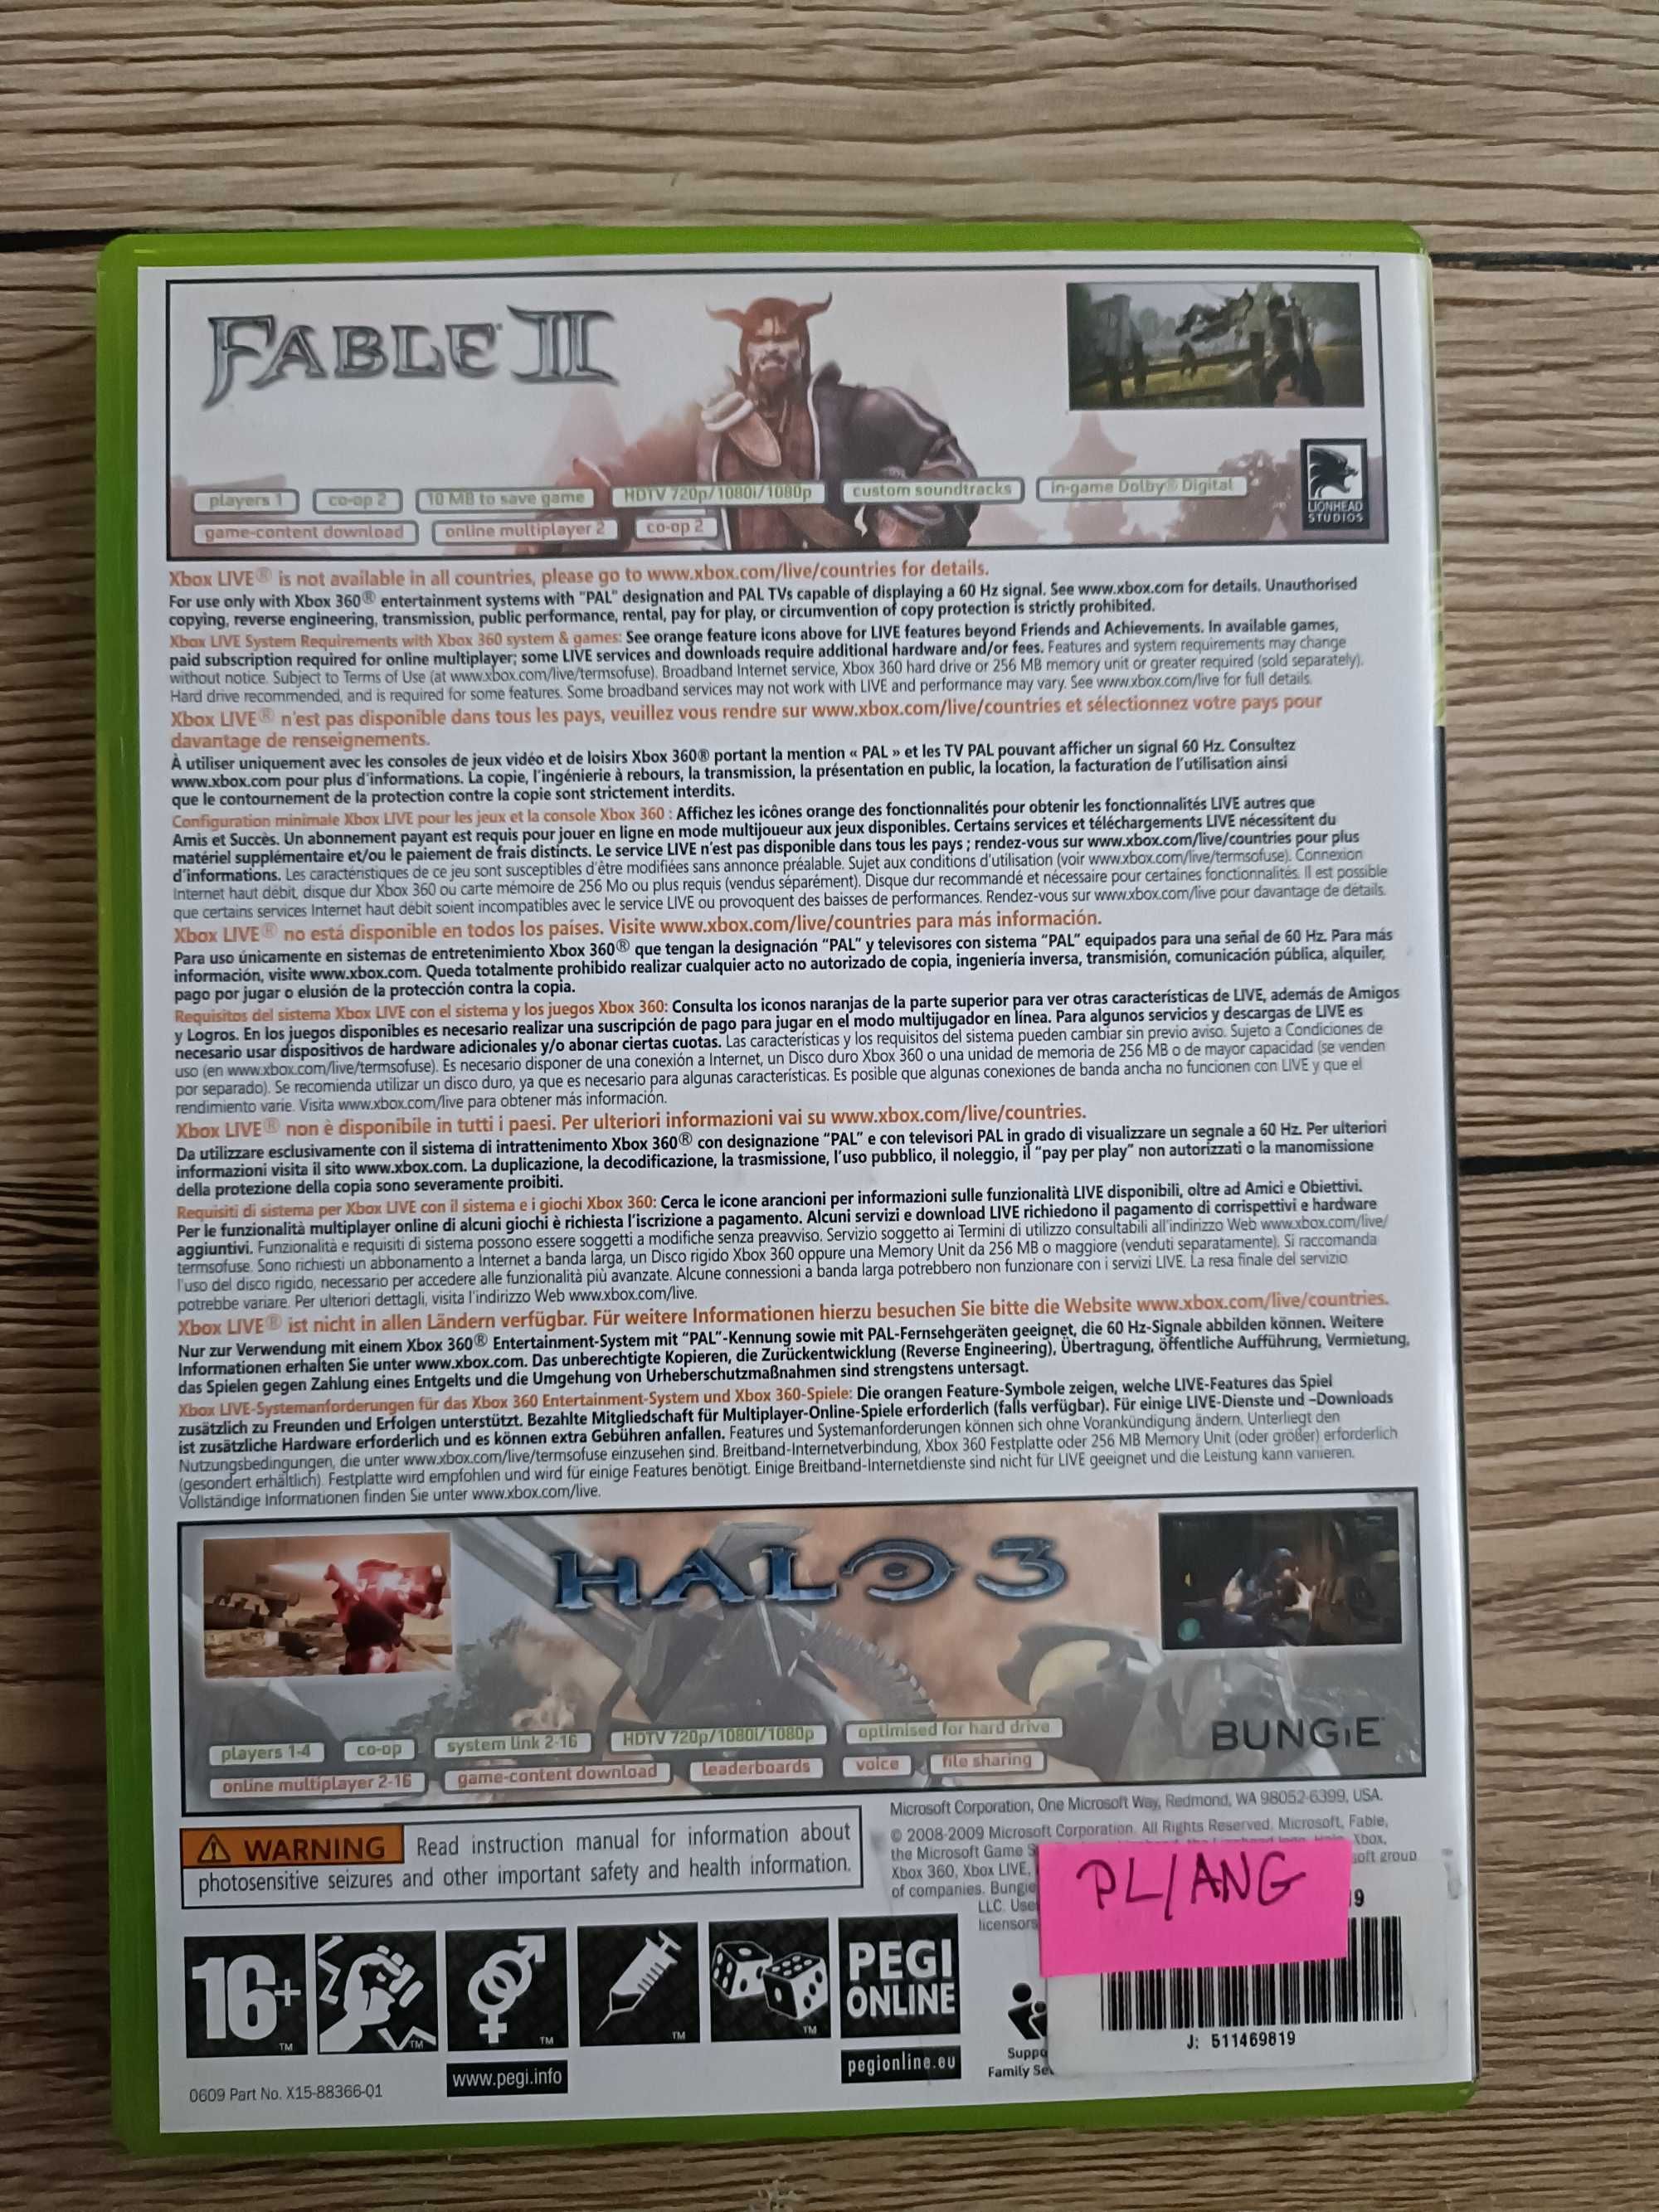 FABLE II
LIONHEAD
STUDIOS
players 1 co-op 2 10 MB to save game HDTV 720p/1080i/1080p custom soundtracks in-game Dolby® Digital
game-content download online multiplayer 2 co-op 2
Xbox LIVE® is not available in all countries, please go to www.xbox.com/live/countries for details.
For use only with Xbox 360® entertainment systems with "PAL" designation and PAL TVs capable of displaying a 60 Hz signal. See www.xbox.com for details. Unauthorised
copying, reverse engineering, transmission, public performance, rental, pay for play, or circumvention of copy protection is strictly prohibited.
Xbox LIVE System Requirements with Xbox 360 system & games: See orange feature icons above for LIVE features beyond Friends and Achievements. In available games,
paid subscription required for online multiplayer; some LIVE services and downloads require additional hardware and/or fees. Features and system requirements may change
without notice. Subject to Terms of Use (at www.xbox.com/live/termsofuse). Broadband Internet service, Xbox 360 hard drive or 256 MB memory unit or greater required (sold separately).
Hard drive recommended, and is required for some features. Some broadband services may not work with LIVE and performance may vary. See www.xbox.com/live for full details.
Xbox LIVE® n'est pas disponible dans tous les pays, veuillez vous rendre sur www.xbox.com/live/countries et sélectionnez votre pays pour
davantage de renseignements.
À utiliser uniquement avec les consoles de jeux vidéo et de loisirs Xbox 360® portant la mention « PAL » et les TV PAL pouvant afficher un signal 60 Hz. Consultez
www.xbox.com pour plus d'informations. La copie, l'ingénierie à rebours, la transmission, la présentation en public, la location, la facturation de l'utilisation ainsi
que le contournement de la protection contre la copie sont strictement interdits.
Configuration minimale Xbox LIVE pour les jeux et la console Xbox 360 : Affichez les icônes orange des fonctionnalités pour obtenir les fonctionnalités LIVE autres que
Amis et Succès. Un abonnement payant est requis pour jouer en ligne en mode multijoueur aux jeux disponibles. Certains services et téléchargements LIVE nécessitent du
matériel supplémentaire et/ou le paiement de frais distincts. Le service LIVE n'est pas disponible dans tous les pays ; rendez-vous sur www.xbox.com/live/countries pour plus
d'informations. Les caractéristiques de ce jeu sont susceptibles d'être modifiées sans annonce préalable. Sujet aux conditions d'utilisation (voir www.xbox.com/live/termsofuse). Connexion
Internet haut débit, disque dur Xbox 360 ou carte mémoire de 256 Mo ou plus requis (vendus séparément). Disque dur recommandé et nécessaire pour certaines fonctionnalités. Il est possible
que certains services Internet haut débit soient incompatibles avec le service LIVE ou provoquent des baisses de performances. Rendez-vous sur www.xbox.com/live pour davantage de détails.
Xbox LIVE® no está disponible en todos los países. Visite www.xbox.com/live/countries para más información.
Para uso únicamente en sistemas de entretenimiento Xbox 360® que tengan la designación "PAL" y televisores con sistema "PAL" equipados para una señal de 60 Hz. Para más
información, visite www.xbox.com. Queda totalmente prohibido realizar cualquier acto no autorizado de copia, ingeniería inversa, transmisión, comunicación pública, alquiler,
pago por jugar o elusión de la protección contra la copia.
Requisitos del sistema Xbox LIVE con el sistema y los juegos Xbox 360: Consulta los iconos naranjas de la parte superior para ver otras características de LIVE, además de Amigos
y Logros. En los juegos disponibles es necesario realizar una suscripción de pago para jugar en el modo multijugador en línea. Para algunos servicios y descargas de LIVE es
necesario usar dispositivos de hardware adicionales y/o abonar ciertas cuotas. Las características y los requisitos del sistema pueden cambiar sin previo aviso. Sujeto a Condiciones de
uso (en www.xbox.com/live/termsofuse). Es necesario disponer de una conexión a Internet, un Disco duro Xbox 360 o una unidad de memoria de 256 MB o de mayor capacidad (se venden
por separado). Se recomienda utilizar un disco duro, ya que es necesario para algunas características. Es posible que algunas conexiones de banda ancha no funcionen con LIVE y que el
rendimiento varíe. Visita www.xbox.com/live para obtener más información.
Xbox LIVE® non è disponibile in tutti i paesi. Per ulteriori informazioni vai su www.xbox.com/live/countries.
Da utilizzare esclusivamente con il sistema di intrattenimento Xbox 360® con designazione "PAL" e con televisori PAL in grado di visualizzare un segnale a 60 Hz. Per ulteriori
informazioni visita il sito www.xbox.com. La duplicazione, la decodificazione, la trasmissione, l'uso pubblico, il noleggio, il "pay per play" non autorizzati o la manomissione
della protezione della copia sono severamente proibiti.
Requisiti di sistema per Xbox LIVE con il sistema e i giochi Xbox 360: Cerca le icone arancioni per informazioni sulle funzionalità LIVE disponibili, oltre ad Amici e Obiettivi.
Per le funzionalità multiplayer online di alcuni giochi è richiesta l'iscrizione a pagamento. Alcuni servizi e download LIVE richiedono il pagamento di corrispettivi e hardware
aggiuntivi. Funzionalità e requisiti di sistema possono essere soggetti a modifiche senza preavviso. Servizio soggetto ai Termini di utilizzo consultabili all'indirizzo Web www.xbox.com/live/
termsofuse. Sono richiesti un abbonamento a Internet a banda larga, un Disco rigido Xbox 360 oppure una Memory Unit da 256 MB o maggiore (venduti separatamente). Si raccomanda
l'uso del disco rigido, necessario per accedere alle funzionalità più avanzate. Alcune connessioni a banda larga potrebbero non funzionare con i servizi LIVE. La resa finale del servizio
potrebbe variare. Per ulteriori dettagli, visita l'indirizzo Web www.xbox.com/live.
Xbox LIVE® ist nicht in allen Ländern verfügbar. Für weitere Informationen hierzu besuchen Sie bitte die Website www.xbox.com/live/countries.
Nur zur Verwendung mit einem Xbox 360® Entertainment-System mit "PAL"-Kennung sowie mit PAL-Fernsehgeräten geeignet, die 60 Hz-Signale abbilden können. Weitere
Informationen erhalten Sie unter www.xbox.com. Das unberechtigte Kopieren, die Zurückentwicklung (Reverse Engineering), Übertragung, öffentliche Aufführung, Vermietung,
das Spielen gegen Zahlung eines Entgelts und die Umgehung von Urheberschutzmaßnahmen sind strengstens untersagt.
Xbox LIVE-Systemanforderungen für das Xbox 360 Entertainment-System und Xbox 360-Spiele: Die orangen Feature-Symbole zeigen, welche LIVE-Features das Spiel
zusätzlich zu Freunden und Erfolgen unterstützt. Bezahlte Mitgliedschaft für Multiplayer-Online-Spiele erforderlich (falls verfügbar). Für einige LIVE-Dienste und –Downloads
ist zusätzliche Hardware erforderlich und es können extra Gebühren anfallen. Features und Systemanforderungen können sich ohne Vorankündigung ändern. Unterliegt den
Nutzungsbedingungen, die unter www.xbox.com/live/termsofuse einzusehen sind. Breitband-Internetverbindung, Xbox 360 Festplatte oder 256 MB Memory Unit (oder größer) erforderlich
(gesondert erhältlich). Festplatte wird empfohlen und wird für einige Features benötigt. Einige Breitband-Internetdienste sind nicht für LIVE geeignet und die Leistung kann variieren.
Vollständige Informationen finden Sie unter www.xbox.com/live.
HALO 3
BUNGiE
players 1-4 co-op system link 2-16 HDTV 720p/1080i/1080p optimised for hard drive
online multiplayer 2-16 game-content download leaderboards voice file sharing
WARNING Read instruction manual for information about
photosensitive seizures and other important safety and health information.
Microsoft Corporation, One Microsoft Way, Redmond, WA 98052-6399, USA.
© 2008-2009 Microsoft Corporation. All Rights Reserved. Microsoft, Fable,
the Microsoft Game S Xbox,
Xbox 360, Xbox LIVE, soft group
of companies. Bungie
LLC. Use
licensors
PL/ANG
9
J: 511469819
16+
TM TM TM TM TM
PEGI
ONLINE
www.pegi.info
pegionline.eu
Suppo
Family Se
0609 Part No. X15-88366-01